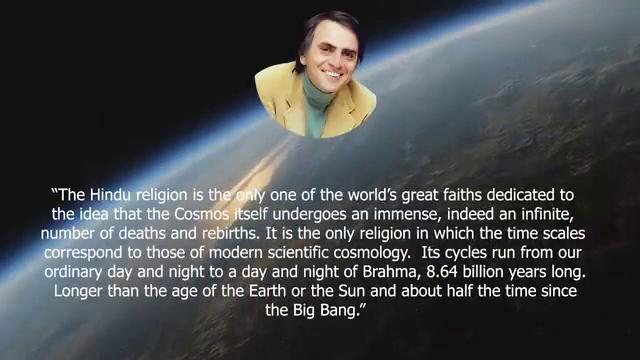 “The Hindu religion is the only one of the world’s great faiths dedicated to
the idea that the Cosmos itself undergoes an immense, indeed an infinite,
number of deaths and rebirths. It is the only religion in which the time scales
correspond to those of modern scientific cosmology.  Its cycles run from our
ordinary day and night to a day and night of Brahma, 8.64 billion years long.
Longer than the age of the Earth or the Sun and about half the time since
the Big Bang.”